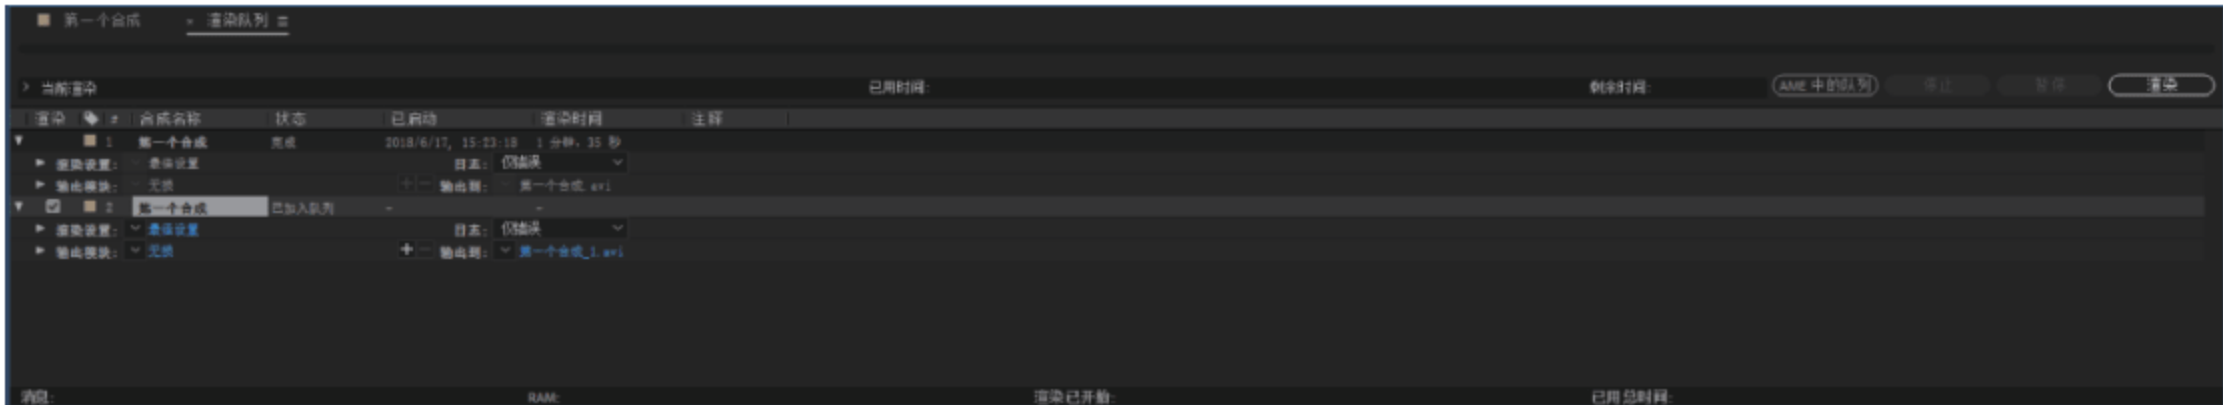 第一个合成 × 渲染队列 ≡
> 当前渲染 已用时间: 剩余时间: AME 中的队列 停止 暂停 渲染
渲染 # 合成名称 状态 已启动 渲染时间 注释
1 第一个合成 完成 2018/6/17, 15:23:18 1 分钟, 35 秒
渲染设置: 最佳设置 日志: 仅错误
输出模块: 无损 + - 输出到: 第一个合成.avi
2 第一个合成 已加入队列 - -
渲染设置: 最佳设置 日志: 仅错误
输出模块: 无损 + - 输出到: 第一个合成_1.avi
消息: RAM: 渲染已开始: 已用总时间: